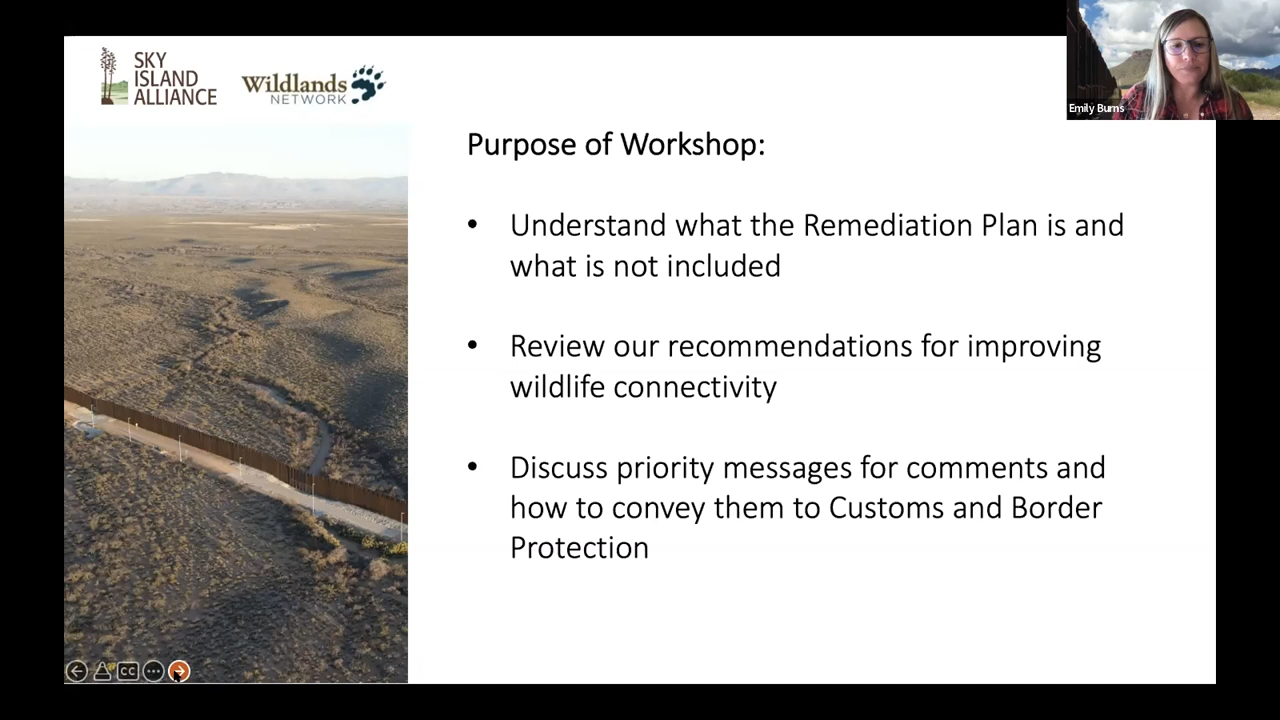 SKY
ISLAND
ALLIANCE
Wildlands
NETWORK
Emily Burns
Purpose of Workshop:
• Understand what the Remediation Plan is and
what is not included
• Review our recommendations for improving
wildlife connectivity
• Discuss priority messages for comments and
how to convey them to Customs and Border
Protection
CC